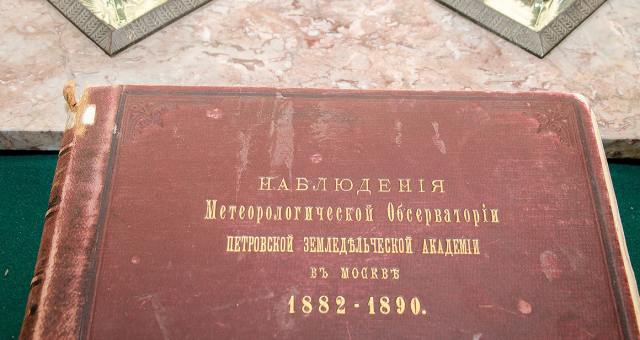 НАБЛЮДЕНІЯ
Метеорологической Обсерваторіи
ПЕТРОВСКОЙ ЗЕМЛЕДѢЛЬЧЕСКОЙ АКАДЕМІИ
ВЪ МОСКВѢ
1882-1890.